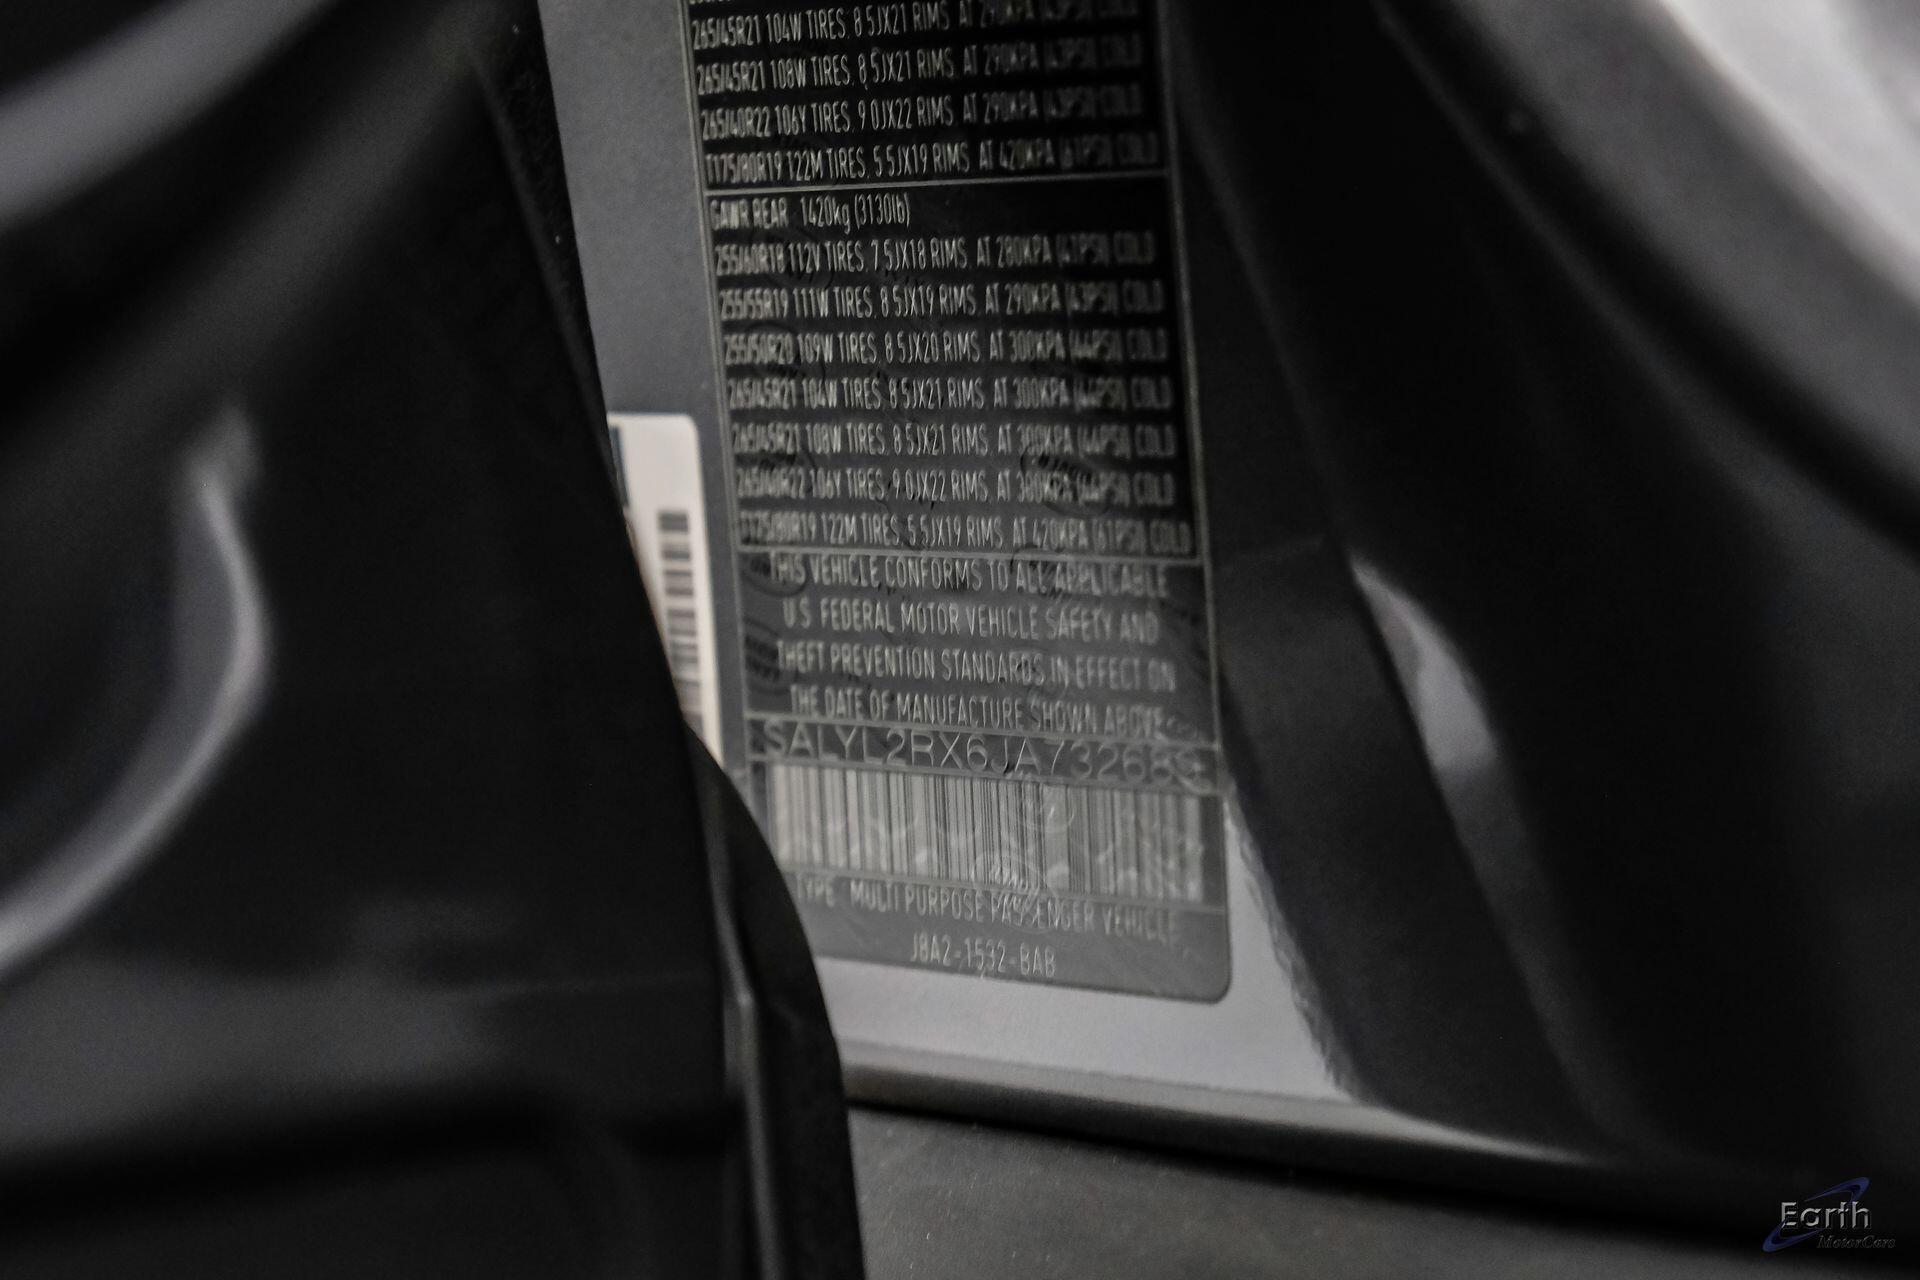 265/45R21 104W TIRES, 8.5JX21 RIMS, AT 290KPA (43PSI) COLD
265/45R21 108W TIRES, 8.5JX21 RIMS, AT 290KPA (43PSI) COLD
265/40R22 106Y TIRES, 9.0JX22 RIMS, AT 290KPA (43PSI) COLD
T175/80R19 122M TIRES, 5.5JX19 RIMS, AT 420KPA (61PSI) COLD
GAWR REAR 1420kg (3130lb)
255/60R18 112V TIRES, 7.5JX18 RIMS, AT 280KPA (41PSI) COLD
255/55R19 111W TIRES, 8.5JX19 RIMS, AT 290KPA (43PSI) COLD
255/50R20 109W TIRES, 8.5JX20 RIMS, AT 300KPA (44PSI) COLD
265/45R21 104W TIRES, 8.5JX21 RIMS, AT 300KPA (44PSI) COLD
265/45R21 108W TIRES, 8.5JX21 RIMS, AT 300KPA (44PSI) COLD
265/40R22 106Y TIRES, 9.0JX22 RIMS, AT 300KPA (44PSI) COLD
T175/80R19 122M TIRES, 5.5JX19 RIMS, AT 420KPA (61PSI) COLD
THIS VEHICLE CONFORMS TO ALL APPLICABLE
U.S. FEDERAL MOTOR VEHICLE SAFETY AND
THEFT PREVENTION STANDARDS IN EFFECT ON
THE DATE OF MANUFACTURE SHOWN ABOVE
TYPE MULTI PURPOSE PASSENGER VEHICLE
J8A2-1532-BAB
Earth
MotorCars